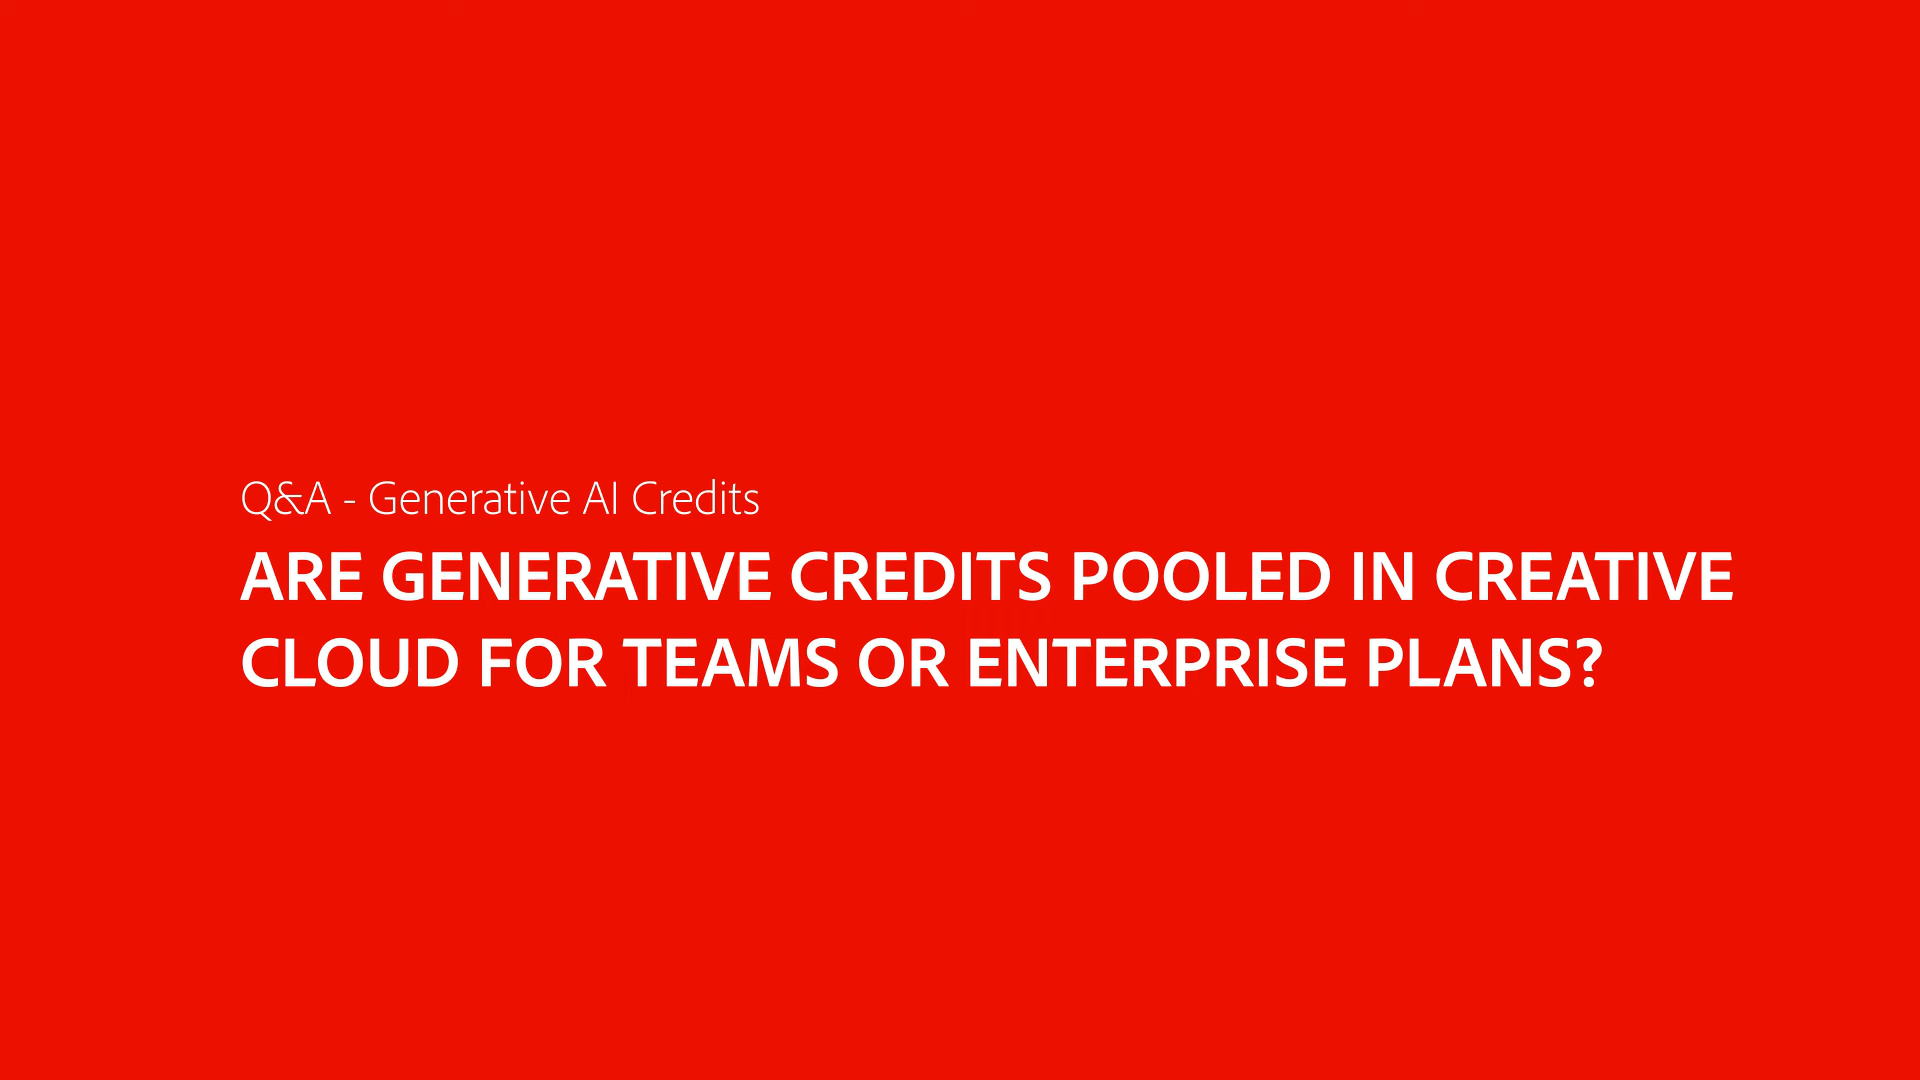 Q&A - Generative AI Credits
ARE GENERATIVE CREDITS POOLED IN CREATIVE
CLOUD FOR TEAMS OR ENTERPRISE PLANS?